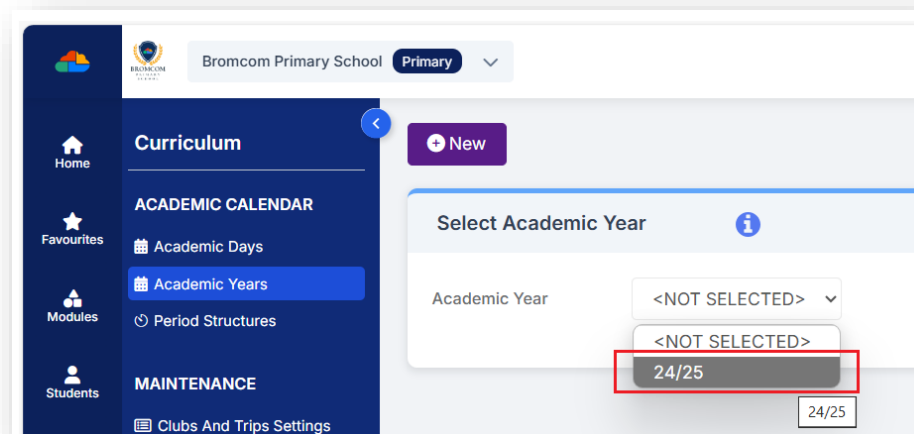 BROMCOM
Bromcom Primary School Primary
Home
Favourites
Modules
Students
Curriculum
ACADEMIC CALENDAR
Academic Days
Academic Years
Period Structures
MAINTENANCE
Clubs And Trips Settings
New
Select Academic Year
Academic Year <NOT SELECTED>
<NOT SELECTED>
24/25
24/25